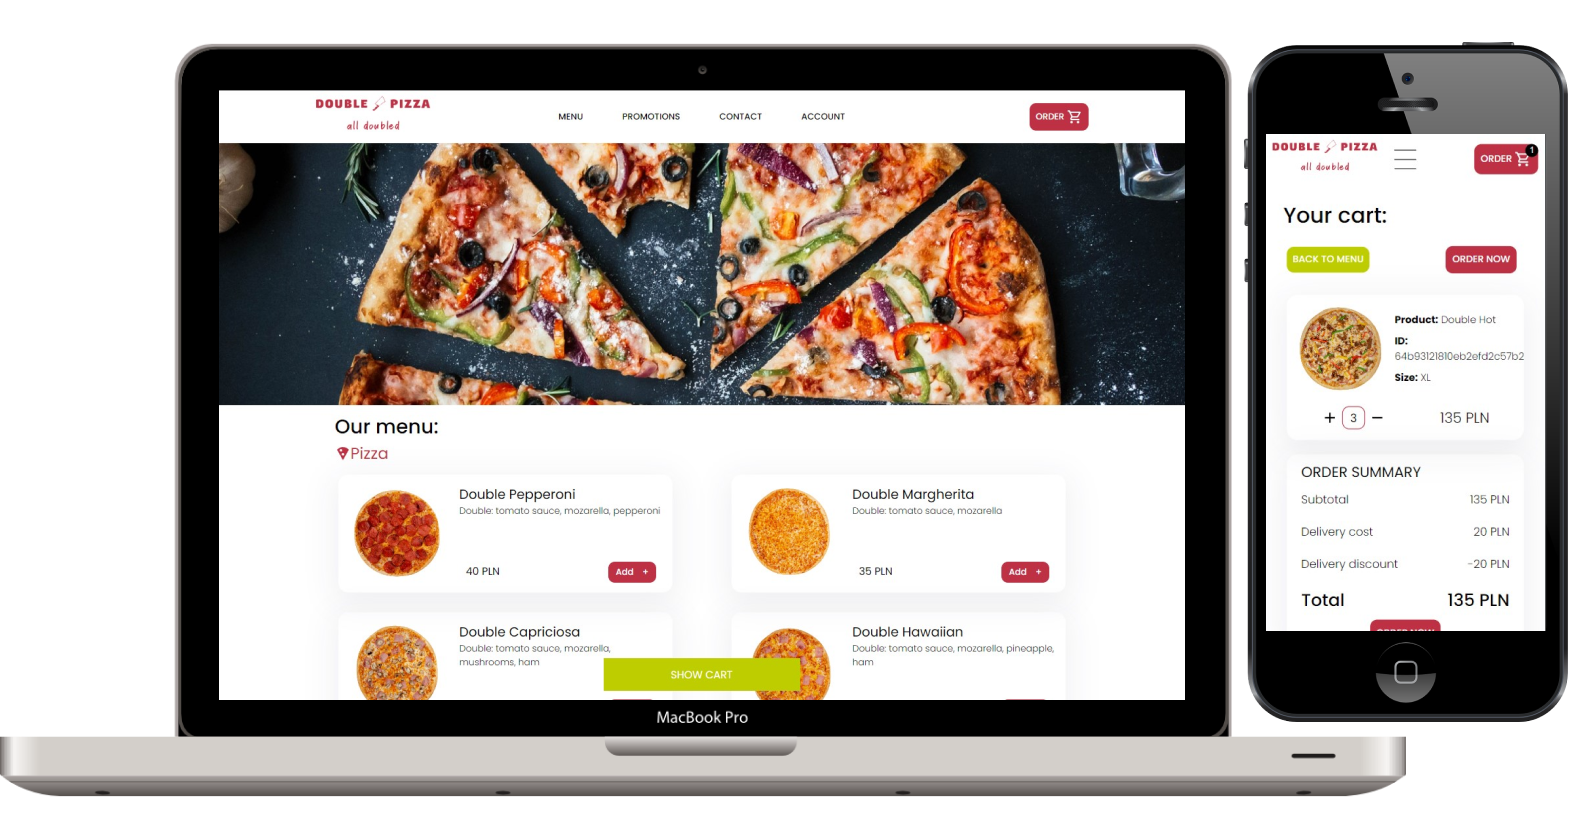 DOUBLE PIZZA
all doubled
MENU PROMOTIONS CONTACT ACCOUNT
ORDER
Our menu:
Pizza
Double Pepperoni
Double: tomato sauce, mozarella, pepperoni
40 PLN
Add +
Double Margherita
Double: tomato sauce, mozarella
35 PLN
Add +
Double Capriciosa
Double: tomato sauce, mozarella,
mushrooms, ham
Double Hawaiian
Double: tomato sauce, mozarella, pineapple,
ham
SHOW CART
MacBook Pro
DOUBLE PIZZA
all doubled
ORDER
1
Your cart:
BACK TO MENU
ORDER NOW
Product: Double Hot
ID:
64b93121810eb2efd2c57b2
Size: XL
+ 3 −
135 PLN
ORDER SUMMARY
Subtotal 135 PLN
Delivery cost 20 PLN
Delivery discount -20 PLN
Total 135 PLN
ORDER NOW